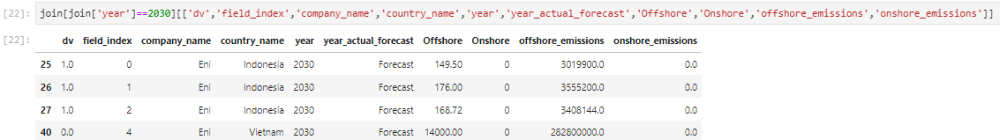 [22]: join[join['year']==2030][['dv','field_index','company_name','country_name','year','year_actual_forecast','Offshore','Onshore','offshore_emissions','onshore_emissions']]
[22]: dv field_index company_name country_name year year_actual_forecast Offshore Onshore offshore_emissions onshore_emissions
25 1.0 0 Eni Indonesia 2030 Forecast 149.50 0 3019900.0 0.0
26 1.0 1 Eni Indonesia 2030 Forecast 176.00 0 3555200.0 0.0
27 1.0 2 Eni Indonesia 2030 Forecast 168.72 0 3408144.0 0.0
40 0.0 4 Eni Vietnam 2030 Forecast 14000.00 0 282800000.0 0.0